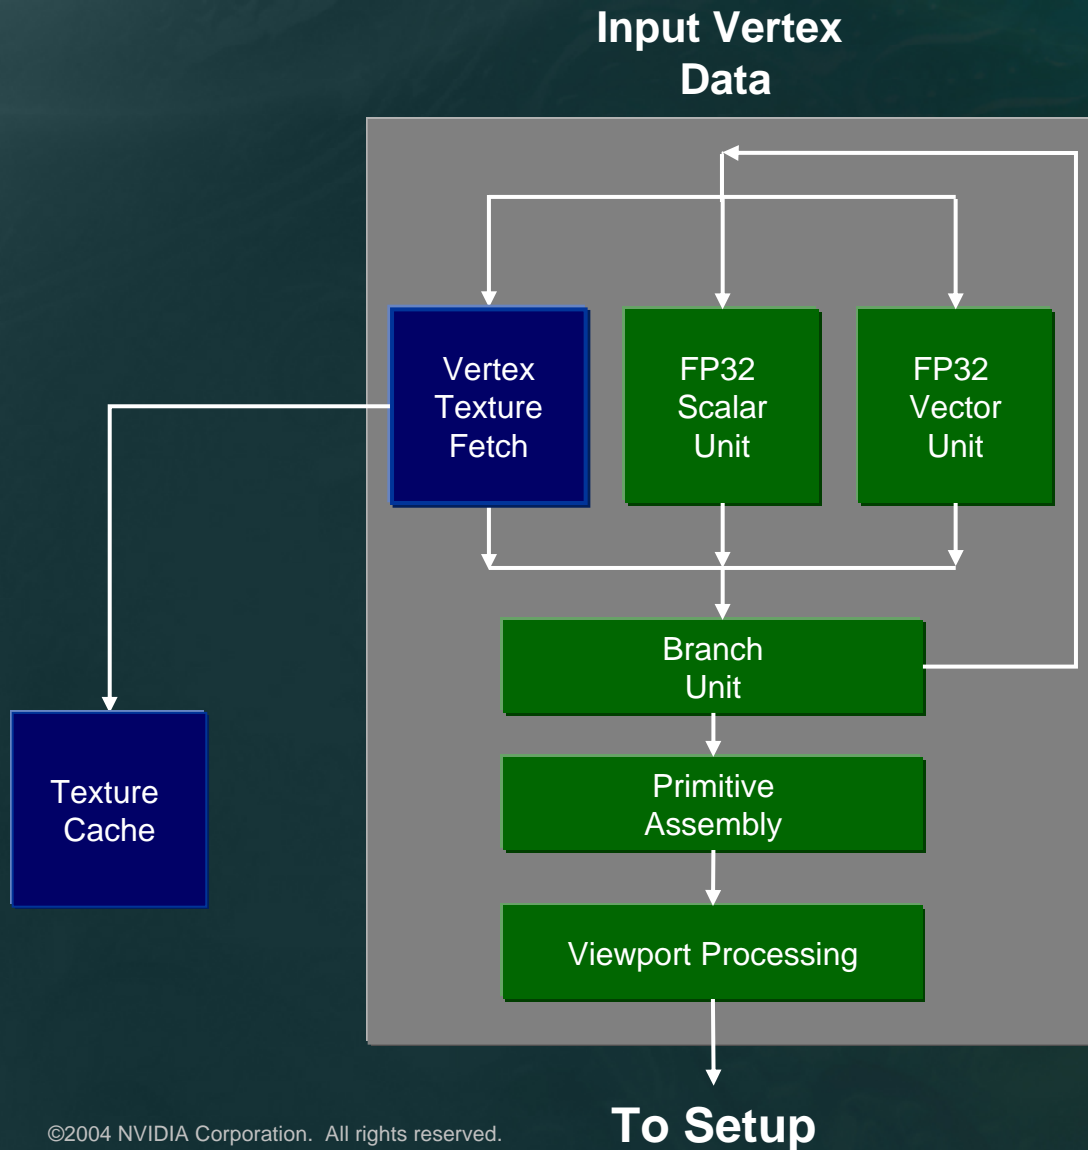 Input Vertex
Data
Vertex
Texture
Fetch
FP32
Scalar
Unit
FP32
Vector
Unit
Branch
Unit
Texture
Cache
Primitive
Assembly
Viewport Processing
To Setup
©2004 NVIDIA Corporation.  All rights reserved.